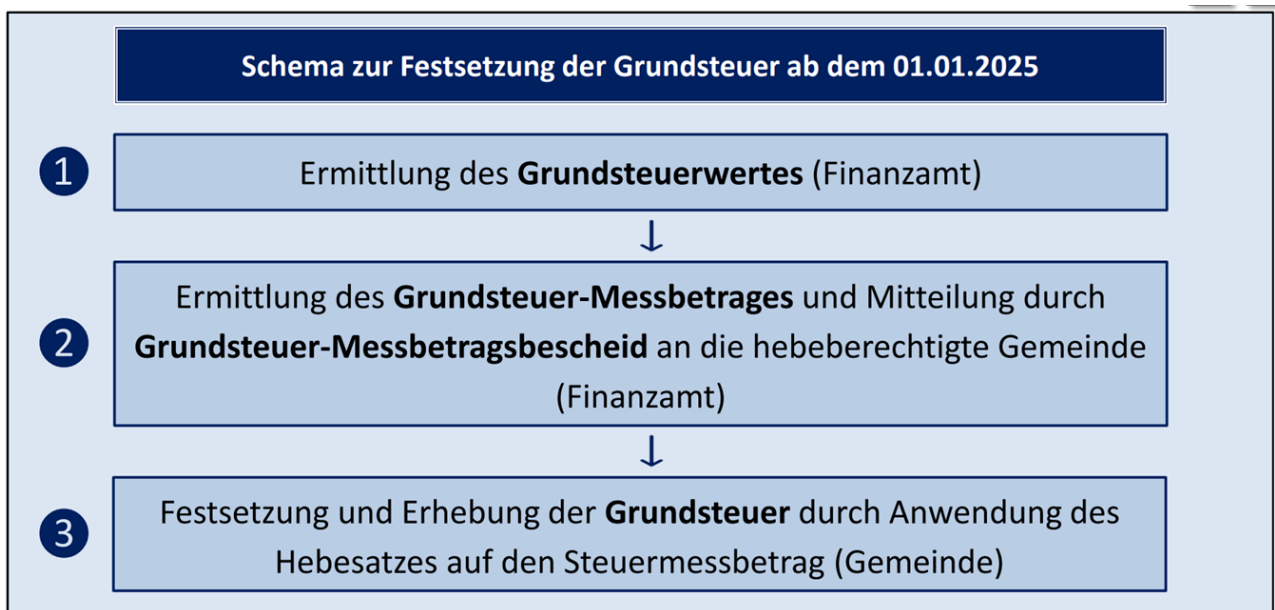 Schema zur Festsetzung der Grundsteuer ab dem 01.01.2025
1
Ermittlung des Grundsteuerwertes (Finanzamt)
↓
2
Ermittlung des Grundsteuer-Messbetrages und Mitteilung durch
Grundsteuer-Messbetragsbescheid an die hebeberechtigte Gemeinde
(Finanzamt)
↓
3
Festsetzung und Erhebung der Grundsteuer durch Anwendung des
Hebesatzes auf den Steuermessbetrag (Gemeinde)